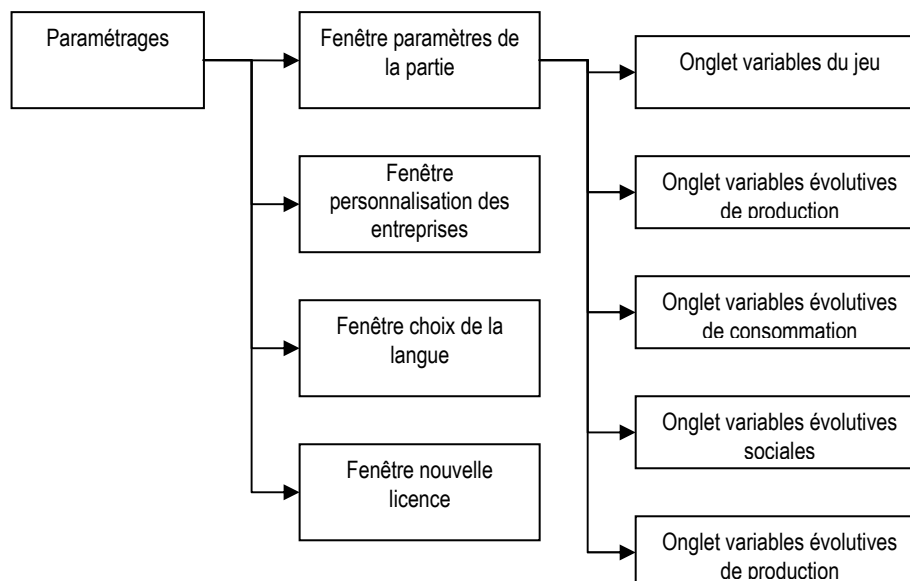 Paramétrages
Fenêtre paramètres de
la partie
Onglet variables du jeu
Fenêtre
personnalisation des
entreprises
Onglet variables évolutives
de production
Fenêtre choix de la
langue
Onglet variables évolutives
de consommation
Fenêtre nouvelle
licence
Onglet variables évolutives
sociales
Onglet variables évolutives
de production